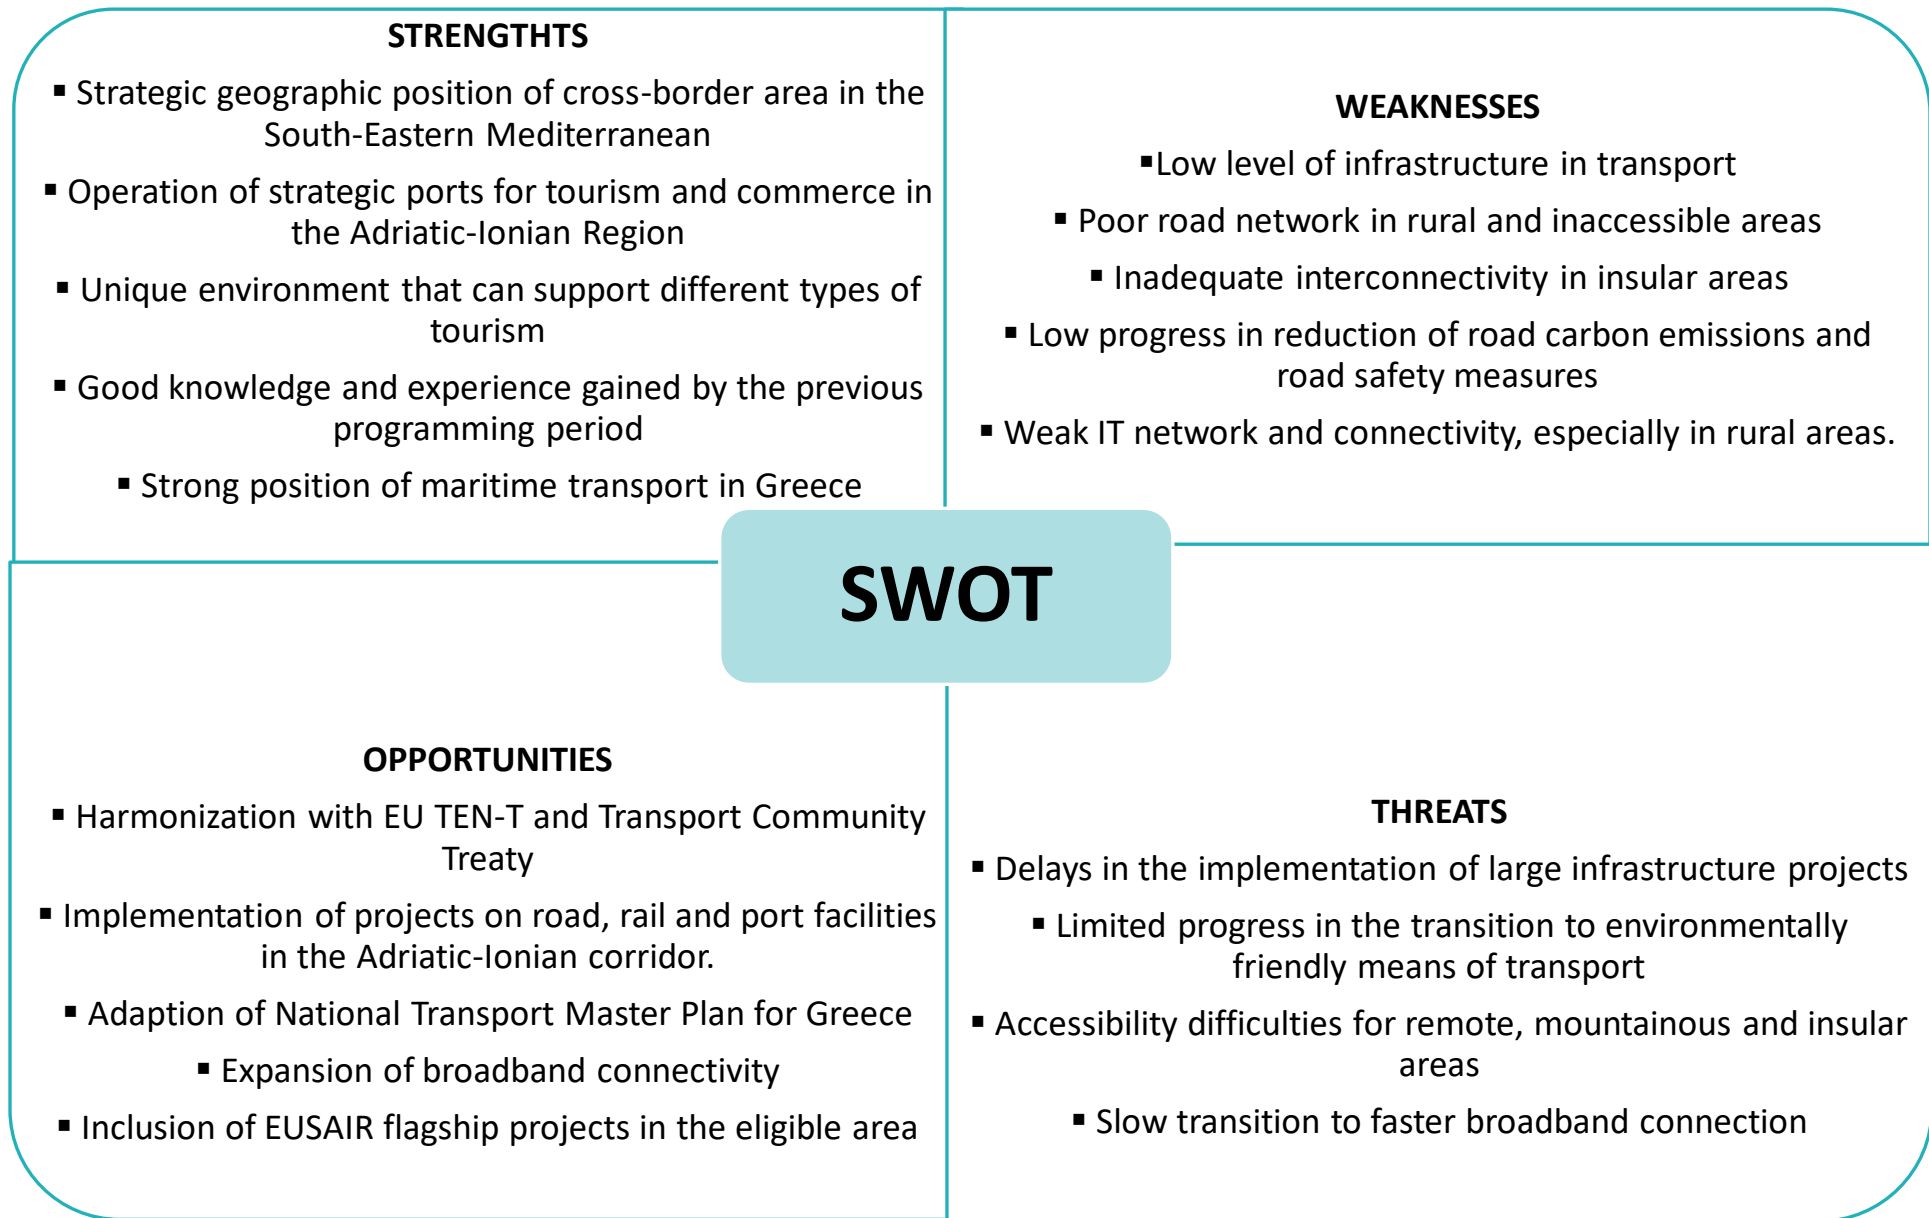 STRENGTHTS
▪ Strategic geographic position of cross-border area in the
South-Eastern Mediterranean
▪ Operation of strategic ports for tourism and commerce in
the Adriatic-Ionian Region
▪ Unique environment that can support different types of
tourism
▪ Good knowledge and experience gained by the previous
programming period
▪ Strong position of maritime transport in Greece
WEAKNESSES
▪Low level of infrastructure in transport
▪ Poor road network in rural and inaccessible areas
▪ Inadequate interconnectivity in insular areas
▪ Low progress in reduction of road carbon emissions and
road safety measures
▪ Weak IT network and connectivity, especially in rural areas.
SWOT
OPPORTUNITIES
▪ Harmonization with EU TEN-T and Transport Community
Treaty
▪ Implementation of projects on road, rail and port facilities
in the Adriatic-Ionian corridor.
▪ Adaption of National Transport Master Plan for Greece
▪ Expansion of broadband connectivity
▪ Inclusion of EUSAIR flagship projects in the eligible area
THREATS
▪ Delays in the implementation of large infrastructure projects
▪ Limited progress in the transition to environmentally
friendly means of transport
▪ Accessibility difficulties for remote, mountainous and insular
areas
▪ Slow transition to faster broadband connection